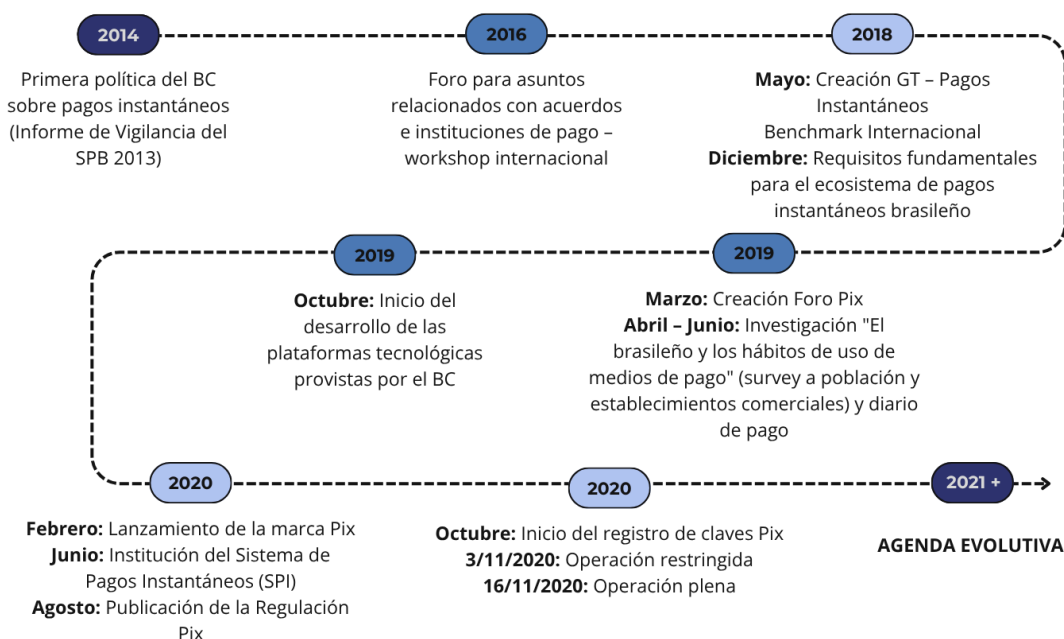 2014
Primera política del BC
sobre pagos instantáneos
(Informe de Vigilancia del
SPB 2013)
2016
Foro para asuntos
relacionados con acuerdos
e instituciones de pago –
workshop internacional
2018
Mayo: Creación GT – Pagos
Instantáneos
Benchmark Internacional
Diciembre: Requisitos fundamentales
para el ecosistema de pagos
instantáneos brasileño
2019
Marzo: Creación Foro Pix
Abril – Junio: Investigación "El
brasileño y los hábitos de uso de
medios de pago" (survey a población y
establecimientos comerciales) y diario
de pago
2019
Octubre: Inicio del
desarrollo de las
plataformas tecnológicas
provistas por el BC
2020
Febrero: Lanzamiento de la marca Pix
Junio: Institución del Sistema de
Pagos Instantáneos (SPI)
Agosto: Publicación de la Regulación
Pix
2020
Octubre: Inicio del registro de claves Pix
3/11/2020: Operación restringida
16/11/2020: Operación plena
2021 +
AGENDA EVOLUTIVA